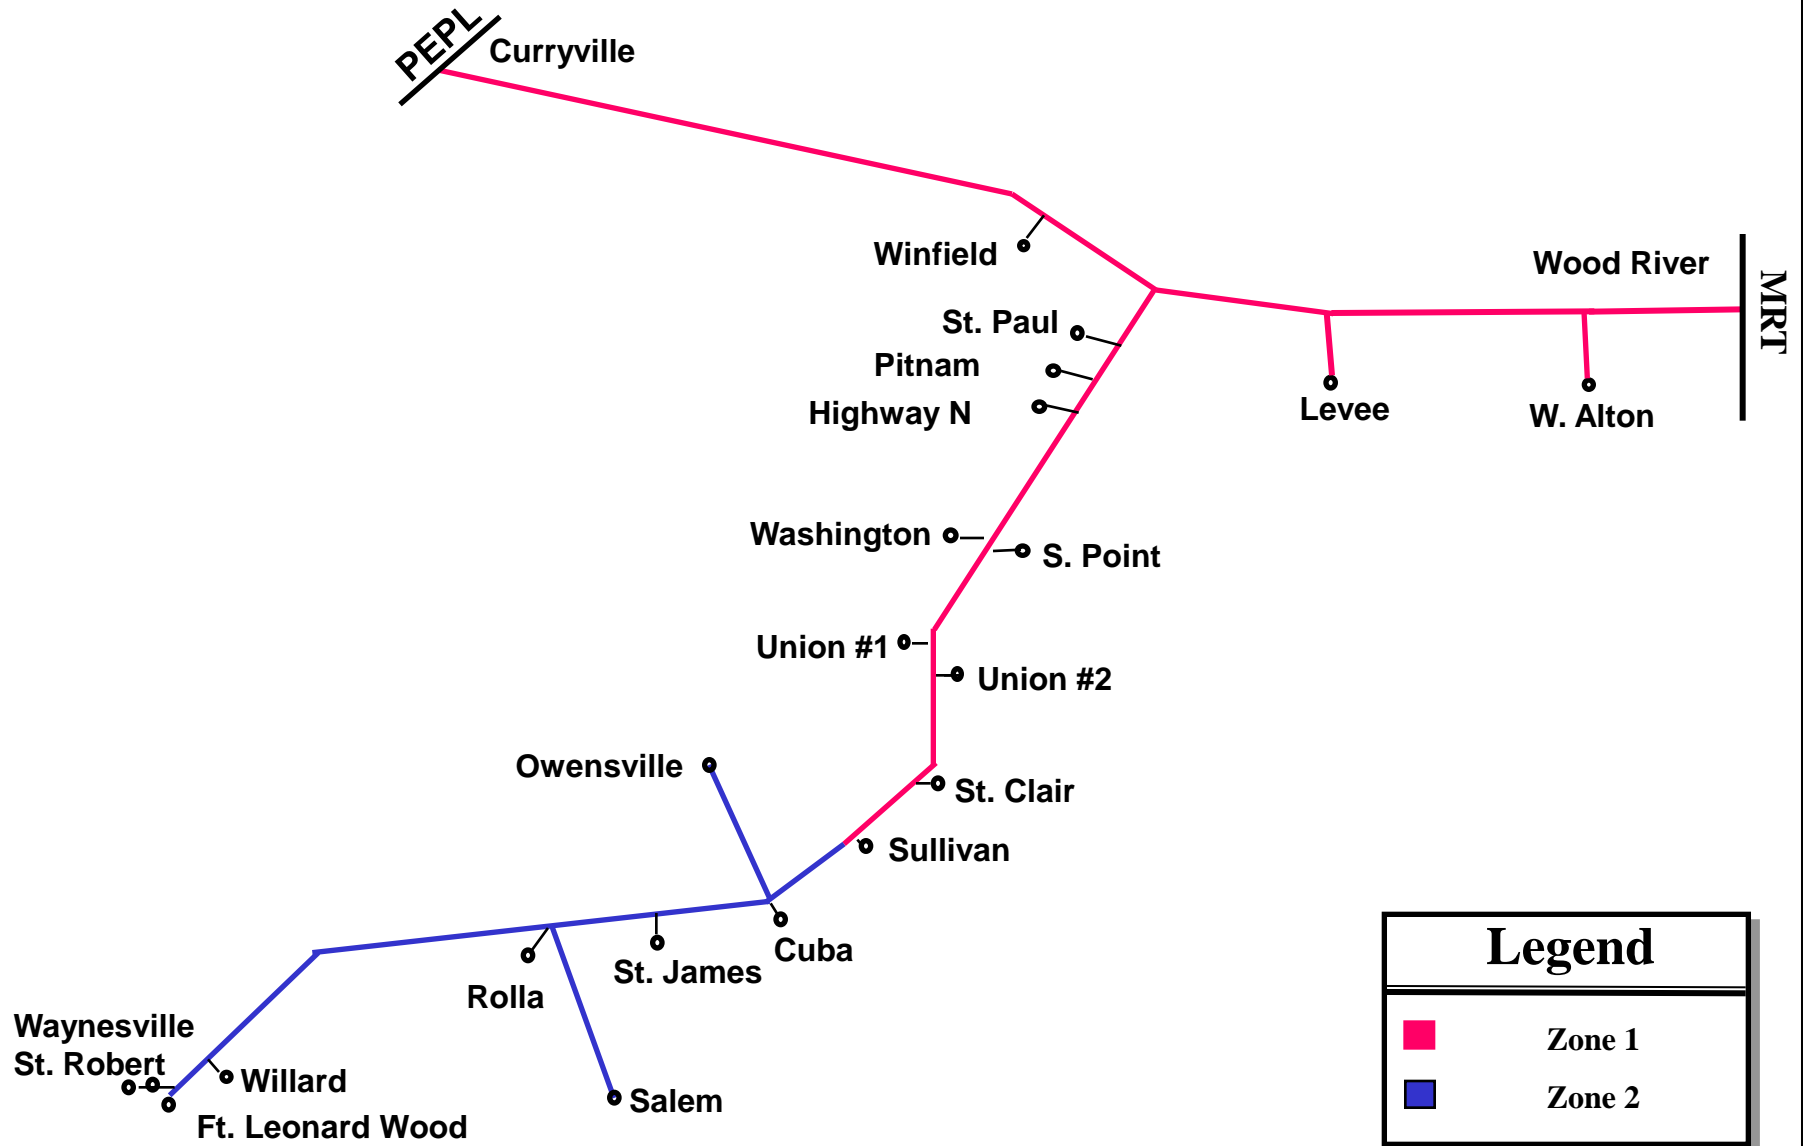 PEPL
Curryville
Winfield
Wood River
MRT
St. Paul
Pitnam
Highway N
Levee
W. Alton
Washington
S. Point
Union #1
Union #2
Owensville
St. Clair
Sullivan
Cuba
St. James
Rolla
Waynesville
St. Robert
Willard
Salem
Ft. Leonard Wood
Legend
Zone 1
Zone 2